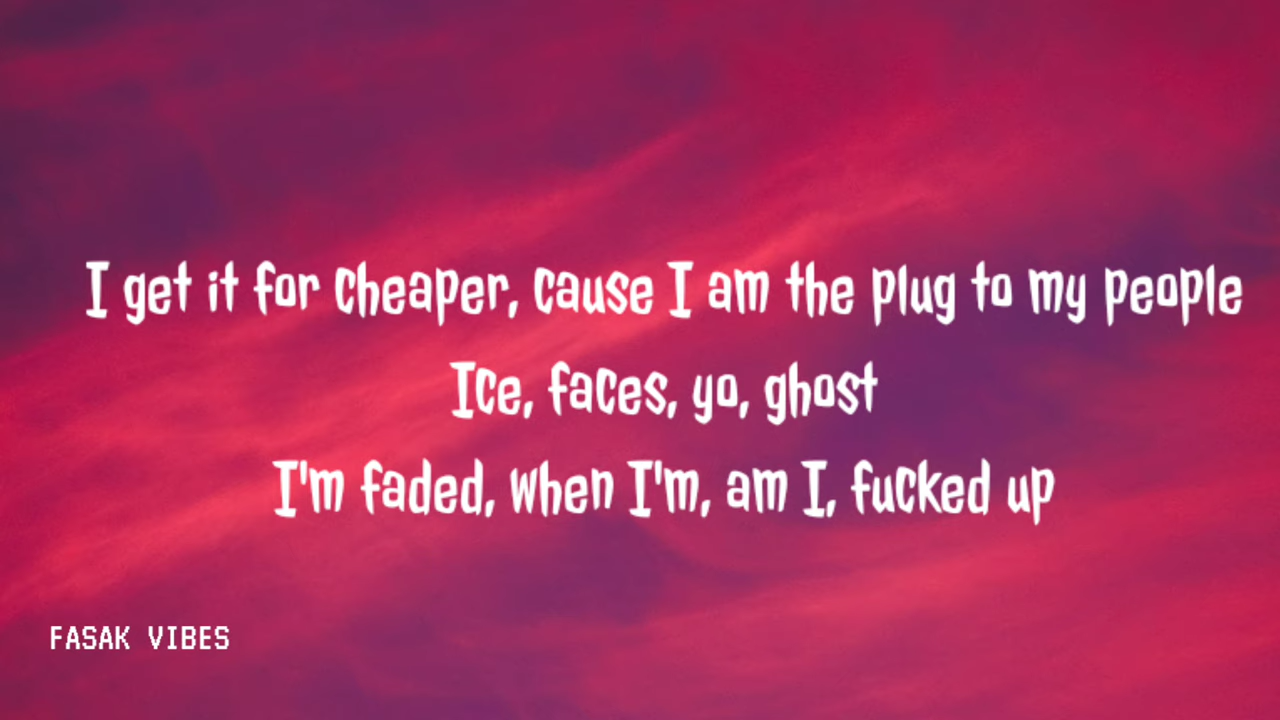 I get it for cheaper, cause I am the plug to my people
Ice, faces, yo, ghost
I'm faded, when I'm, am I, fucked up
FASAK VIBES